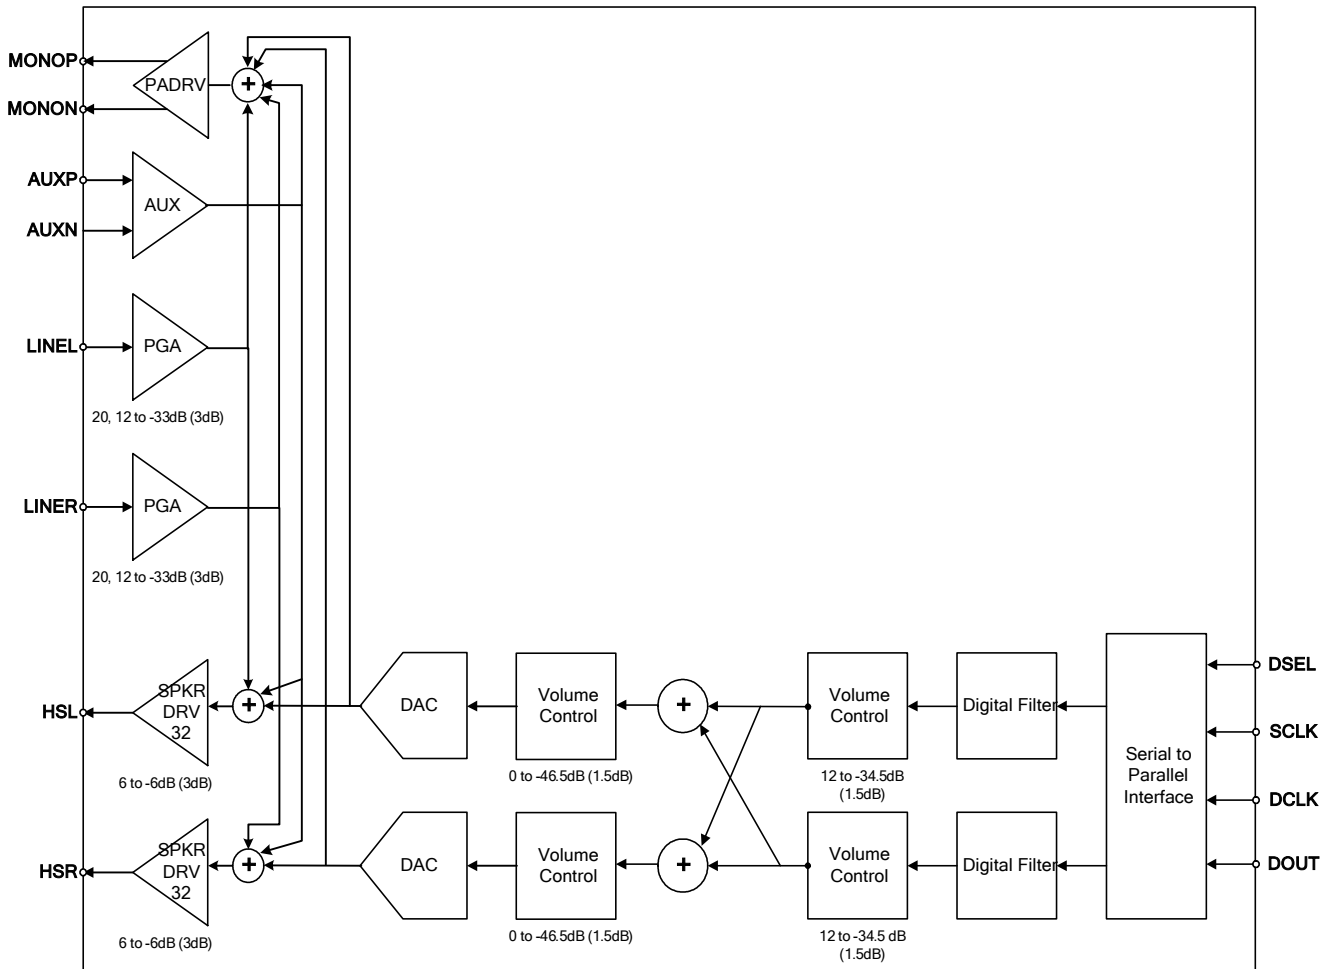 MONOP
PADRV
+
MONON
AUXP
AUX
AUXN
LINEL
PGA
20, 12 to -33dB (3dB)
LINER
PGA
20, 12 to -33dB (3dB)
SPKR
DRV
32
HSL
6 to -6dB (3dB)
+
DAC
Volume
Control
0 to -46.5dB (1.5dB)
+
Volume
Control
12 to -34.5dB
(1.5dB)
Digital Filter
Serial to
Parallel
Interface
DSEL
SCLK
DCLK
DOUT
SPKR
DRV
32
HSR
6 to -6dB (3dB)
+
DAC
Volume
Control
0 to -46.5dB (1.5dB)
+
Volume
Control
12 to -34.5 dB
(1.5dB)
Digital Filter